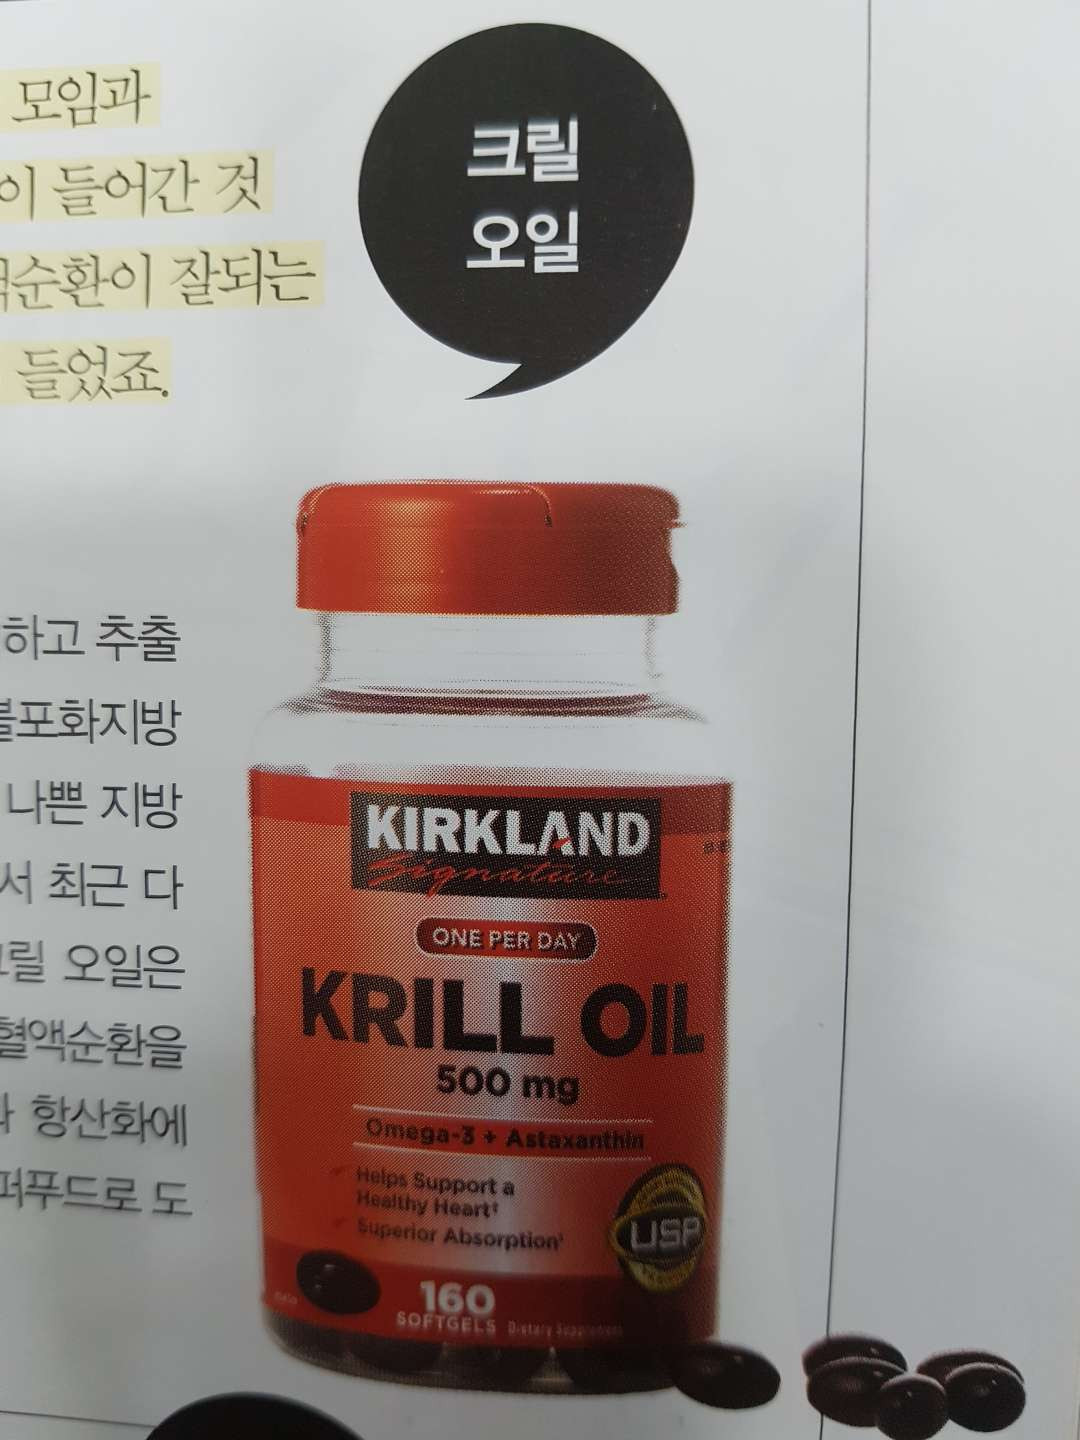 모임과
이 들어간 것
액순환이 잘되는
들었죠.
크릴
오일
하고 추출
불포화지방
나쁜 지방
서 최근 다
크릴 오일은
혈액순환을
항산화에
퍼푸드로 도
KIRKLAND
Signature
ONE PER DAY
KRILL OIL
500 mg
Omega-3 + Astaxanthin
Helps Support a
Healthy Heart‡
Superior Absorption
USP
160
SOFTGELS Dietary Supplement